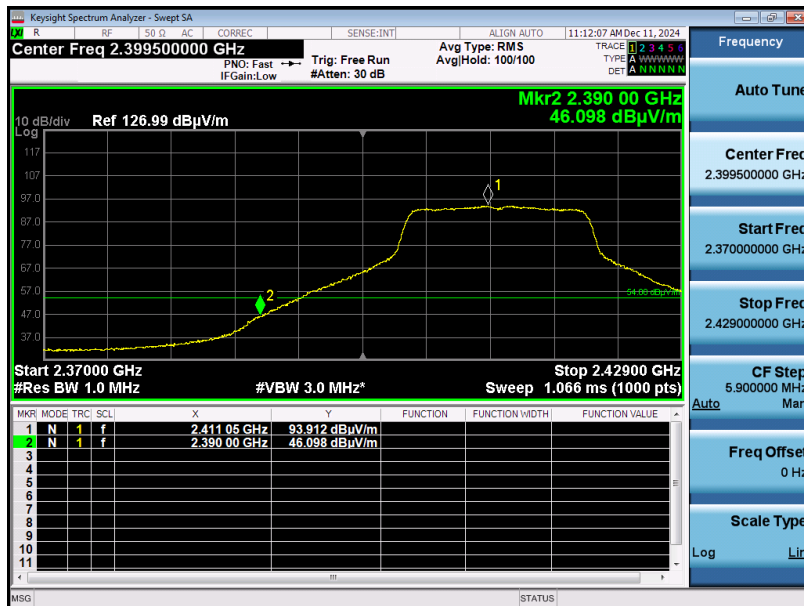 Keysight Spectrum Analyzer - Swept SA
LXI R RF 50 Ω AC CORREC SENSE:INT ALIGN AUTO 11:12:07 AM Dec 11, 2024
Center Freq 2.399500000 GHz
PNO: Fast
IFGain:Low
Trig: Free Run
#Atten: 30 dB
Avg Type: RMS
Avg|Hold: 100/100
TRACE 1 2 3 4 5 6
TYPE A W W W W W
DET A N N N N N
Mkr2 2.390 00 GHz
46.098 dBµV/m
10 dB/div Ref 126.99 dBµV/m
Log
117
107
97.0
87.0
77.0
67.0
57.0
47.0
37.0
1
2
54.00 dBµV/m
Start 2.37000 GHz Stop 2.42900 GHz
#Res BW 1.0 MHz #VBW 3.0 MHz* Sweep 1.066 ms (1000 pts)
MKR MODE TRC SCL X Y FUNCTION FUNCTION WIDTH FUNCTION VALUE
1 N 1 f 2.411 05 GHz 93.912 dBµV/m
2 N 1 f 2.390 00 GHz 46.098 dBµV/m
3
4
5
6
7
8
9
10
11
MSG STATUS
Frequency
Auto Tune
Center Freq
2.399500000 GHz
Start Freq
2.370000000 GHz
Stop Freq
2.429000000 GHz
CF Step
5.900000 MHz
Auto Man
Freq Offset
0 Hz
Scale Type
Log Lin